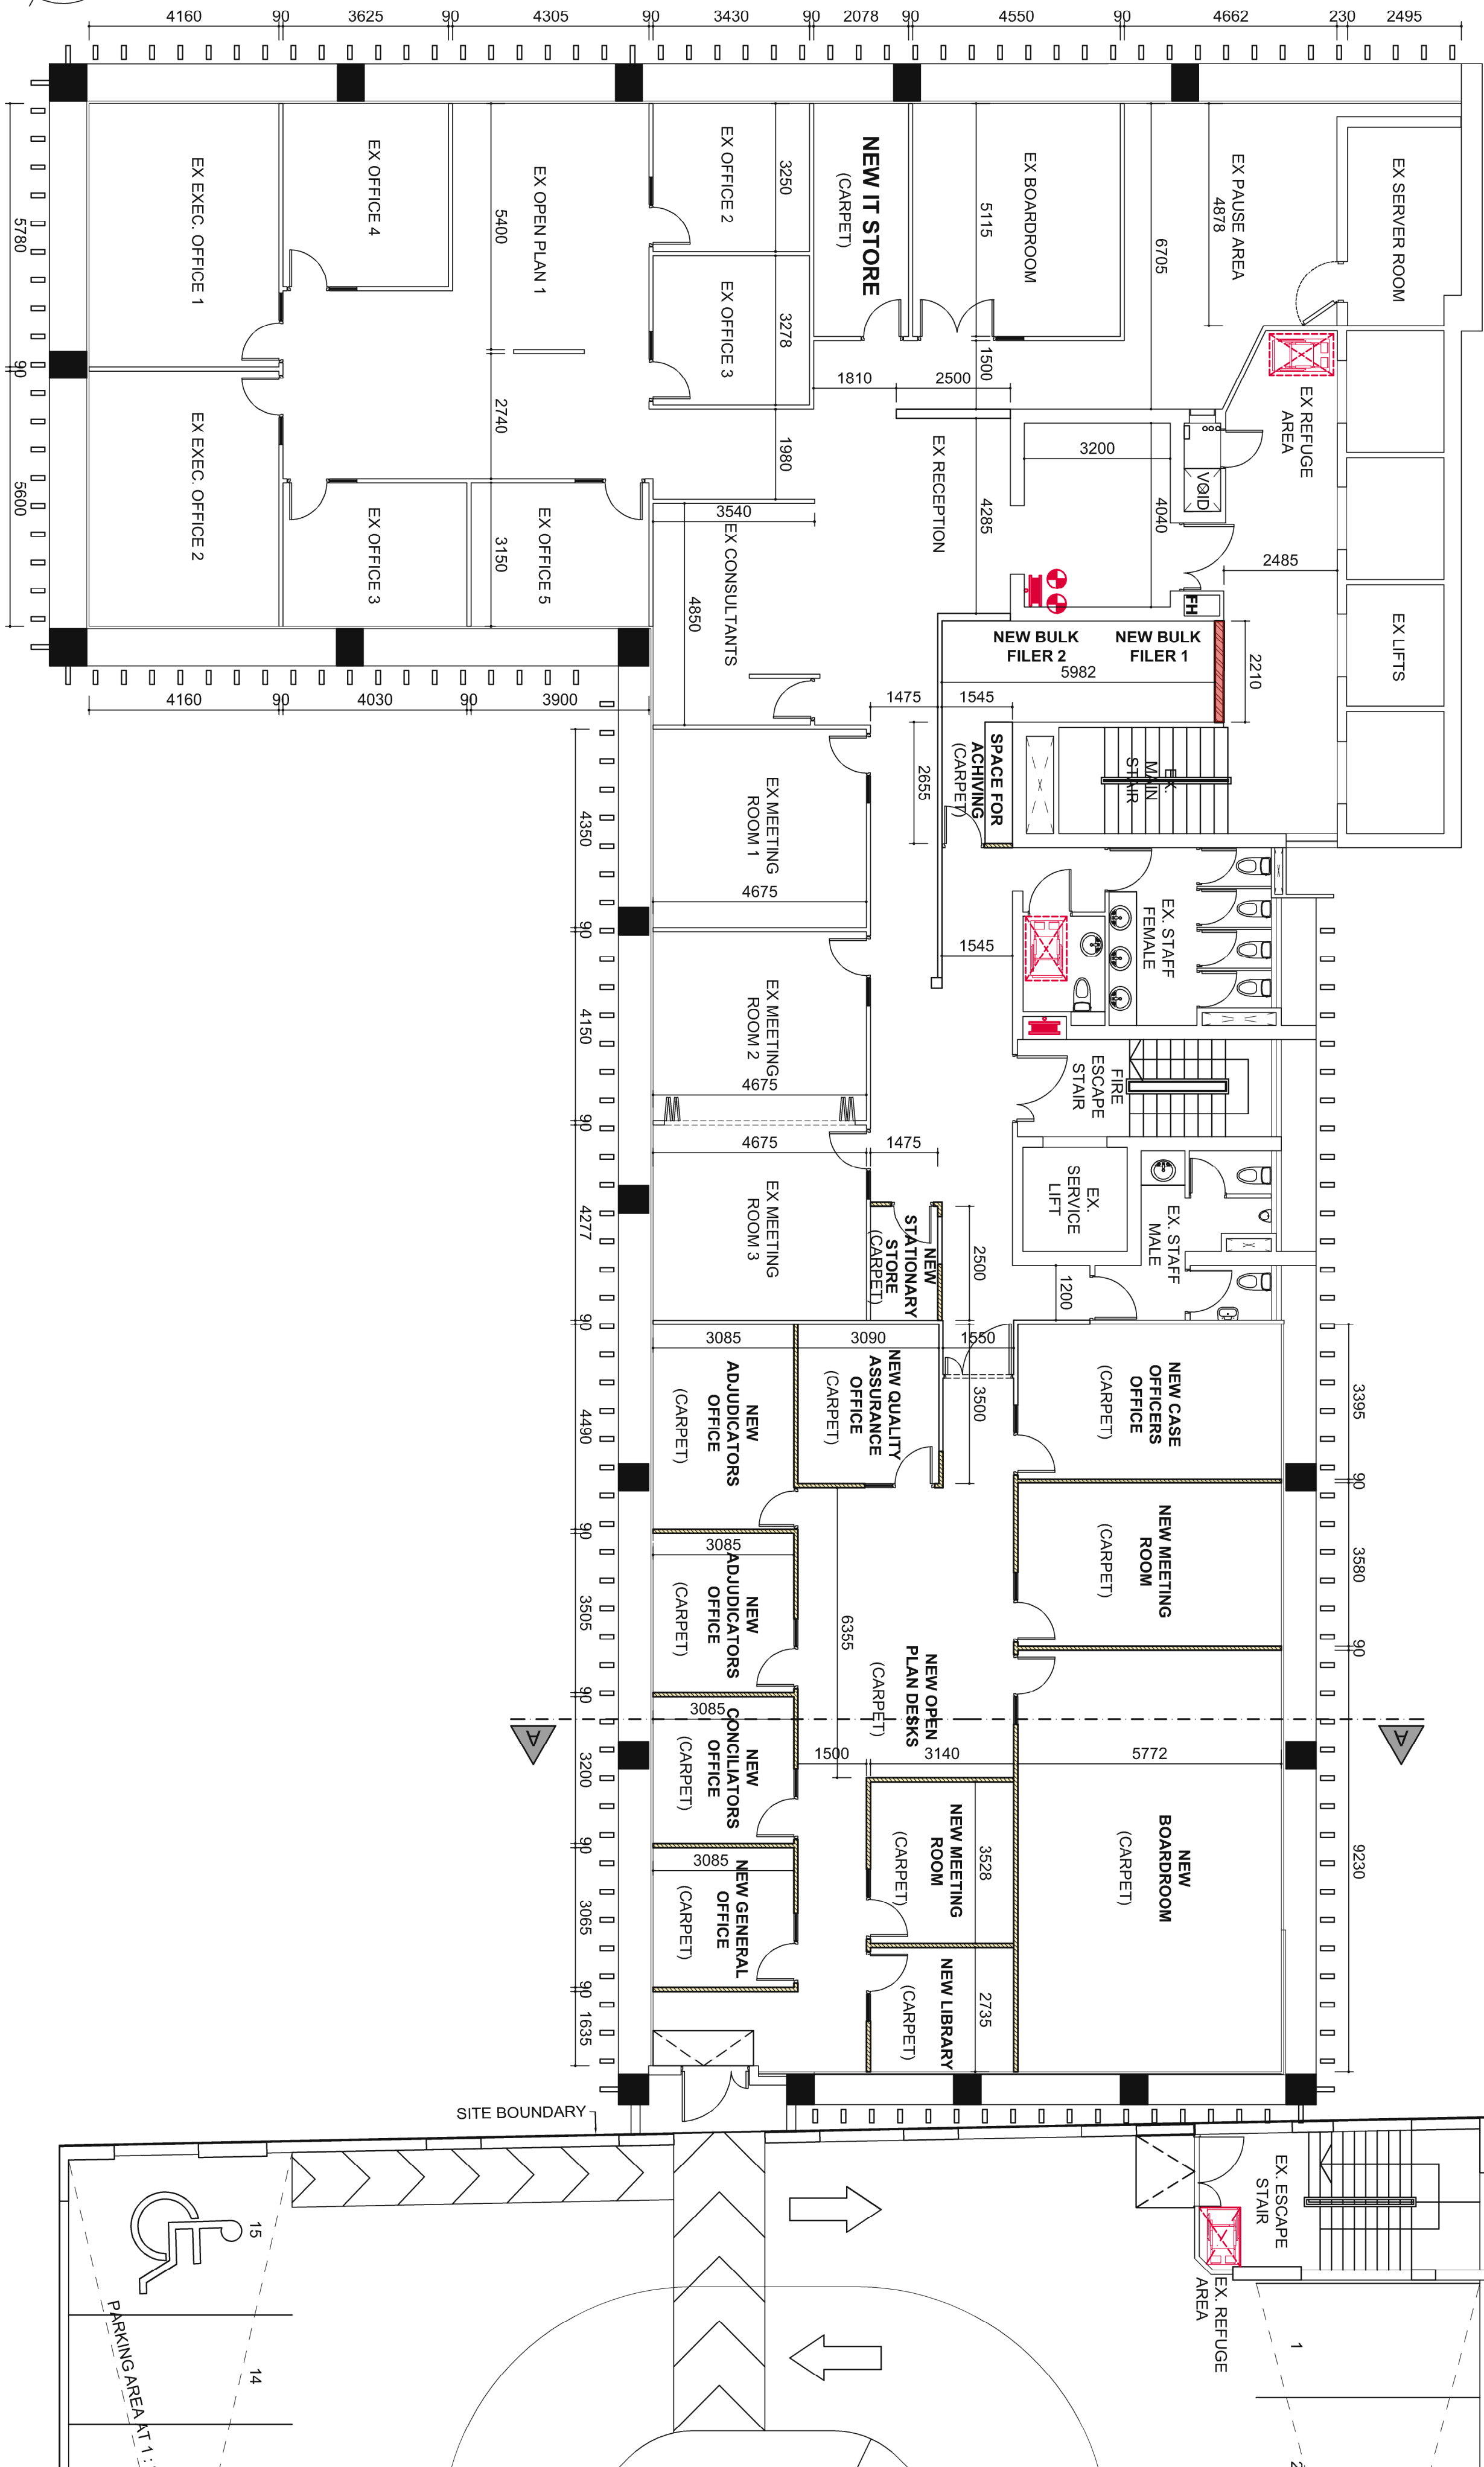 4160
90
3625
90
4305
90
3430
90
2078
90
4550
90
4662
230
2495
EX EXEC. OFFICE 1
EX OFFICE 4
EX OPEN PLAN 1
5400
EX OFFICE 2
3250
NEW IT STORE
(CARPET)
EX BOARDROOM
5115
6705
EX PAUSE AREA
4878
EX SERVER ROOM
5780
90
5600
EX OFFICE 3
3278
1500
1810
2500
2740
1980
EX REFUGE
AREA
EX EXEC. OFFICE 2
EX OFFICE 3
EX OFFICE 5
3150
3540
EX CONSULTANTS
4850
EX RECEPTION
4285
3200
4040
VOID
2485
FH
EX LIFTS
NEW BULK
FILER 2
NEW BULK
FILER 1
5982
2210
4160
90
4030
90
3900
1475
1545
2655
SPACE FOR
ACHIVING
(CARPET)
EX.
MAIN
STAIR
EX MEETING
ROOM 1
4675
4350
90
EX. STAFF
FEMALE
1545
EX MEETING
ROOM 2
4675
4150
90
FIRE
ESCAPE
STAIR
4675
1475
EX MEETING
ROOM 3
4277
90
NEW
STATIONARY
STORE
(CARPET)
2500
EX.
SERVICE
LIFT
EX. STAFF
MALE
1200
3085
3090
1550
3500
NEW
ADJUDICATORS
OFFICE
(CARPET)
4490
90
NEW QUALITY
ASSURANCE
OFFICE
(CARPET)
NEW CASE
OFFICERS
OFFICE
(CARPET)
3395
90
NEW MEETING
ROOM
(CARPET)
3580
90
3085
NEW
ADJUDICATORS
OFFICE
(CARPET)
3505
90
6355
NEW OPEN
PLAN DESKS
(CARPET)
A
A
3085
NEW
CONCILIATORS
OFFICE
(CARPET)
3200
90
1500
3140
5772
NEW
BOARDROOM
(CARPET)
9230
NEW MEETING
ROOM
(CARPET)
3528
3085
NEW GENERAL
OFFICE
(CARPET)
3065
90
1635
NEW LIBRARY
(CARPET)
2735
SITE BOUNDARY
EX. ESCAPE
STAIR
EX. REFUGE
AREA
15
14
PARKING AREA AT 1 :
1
2